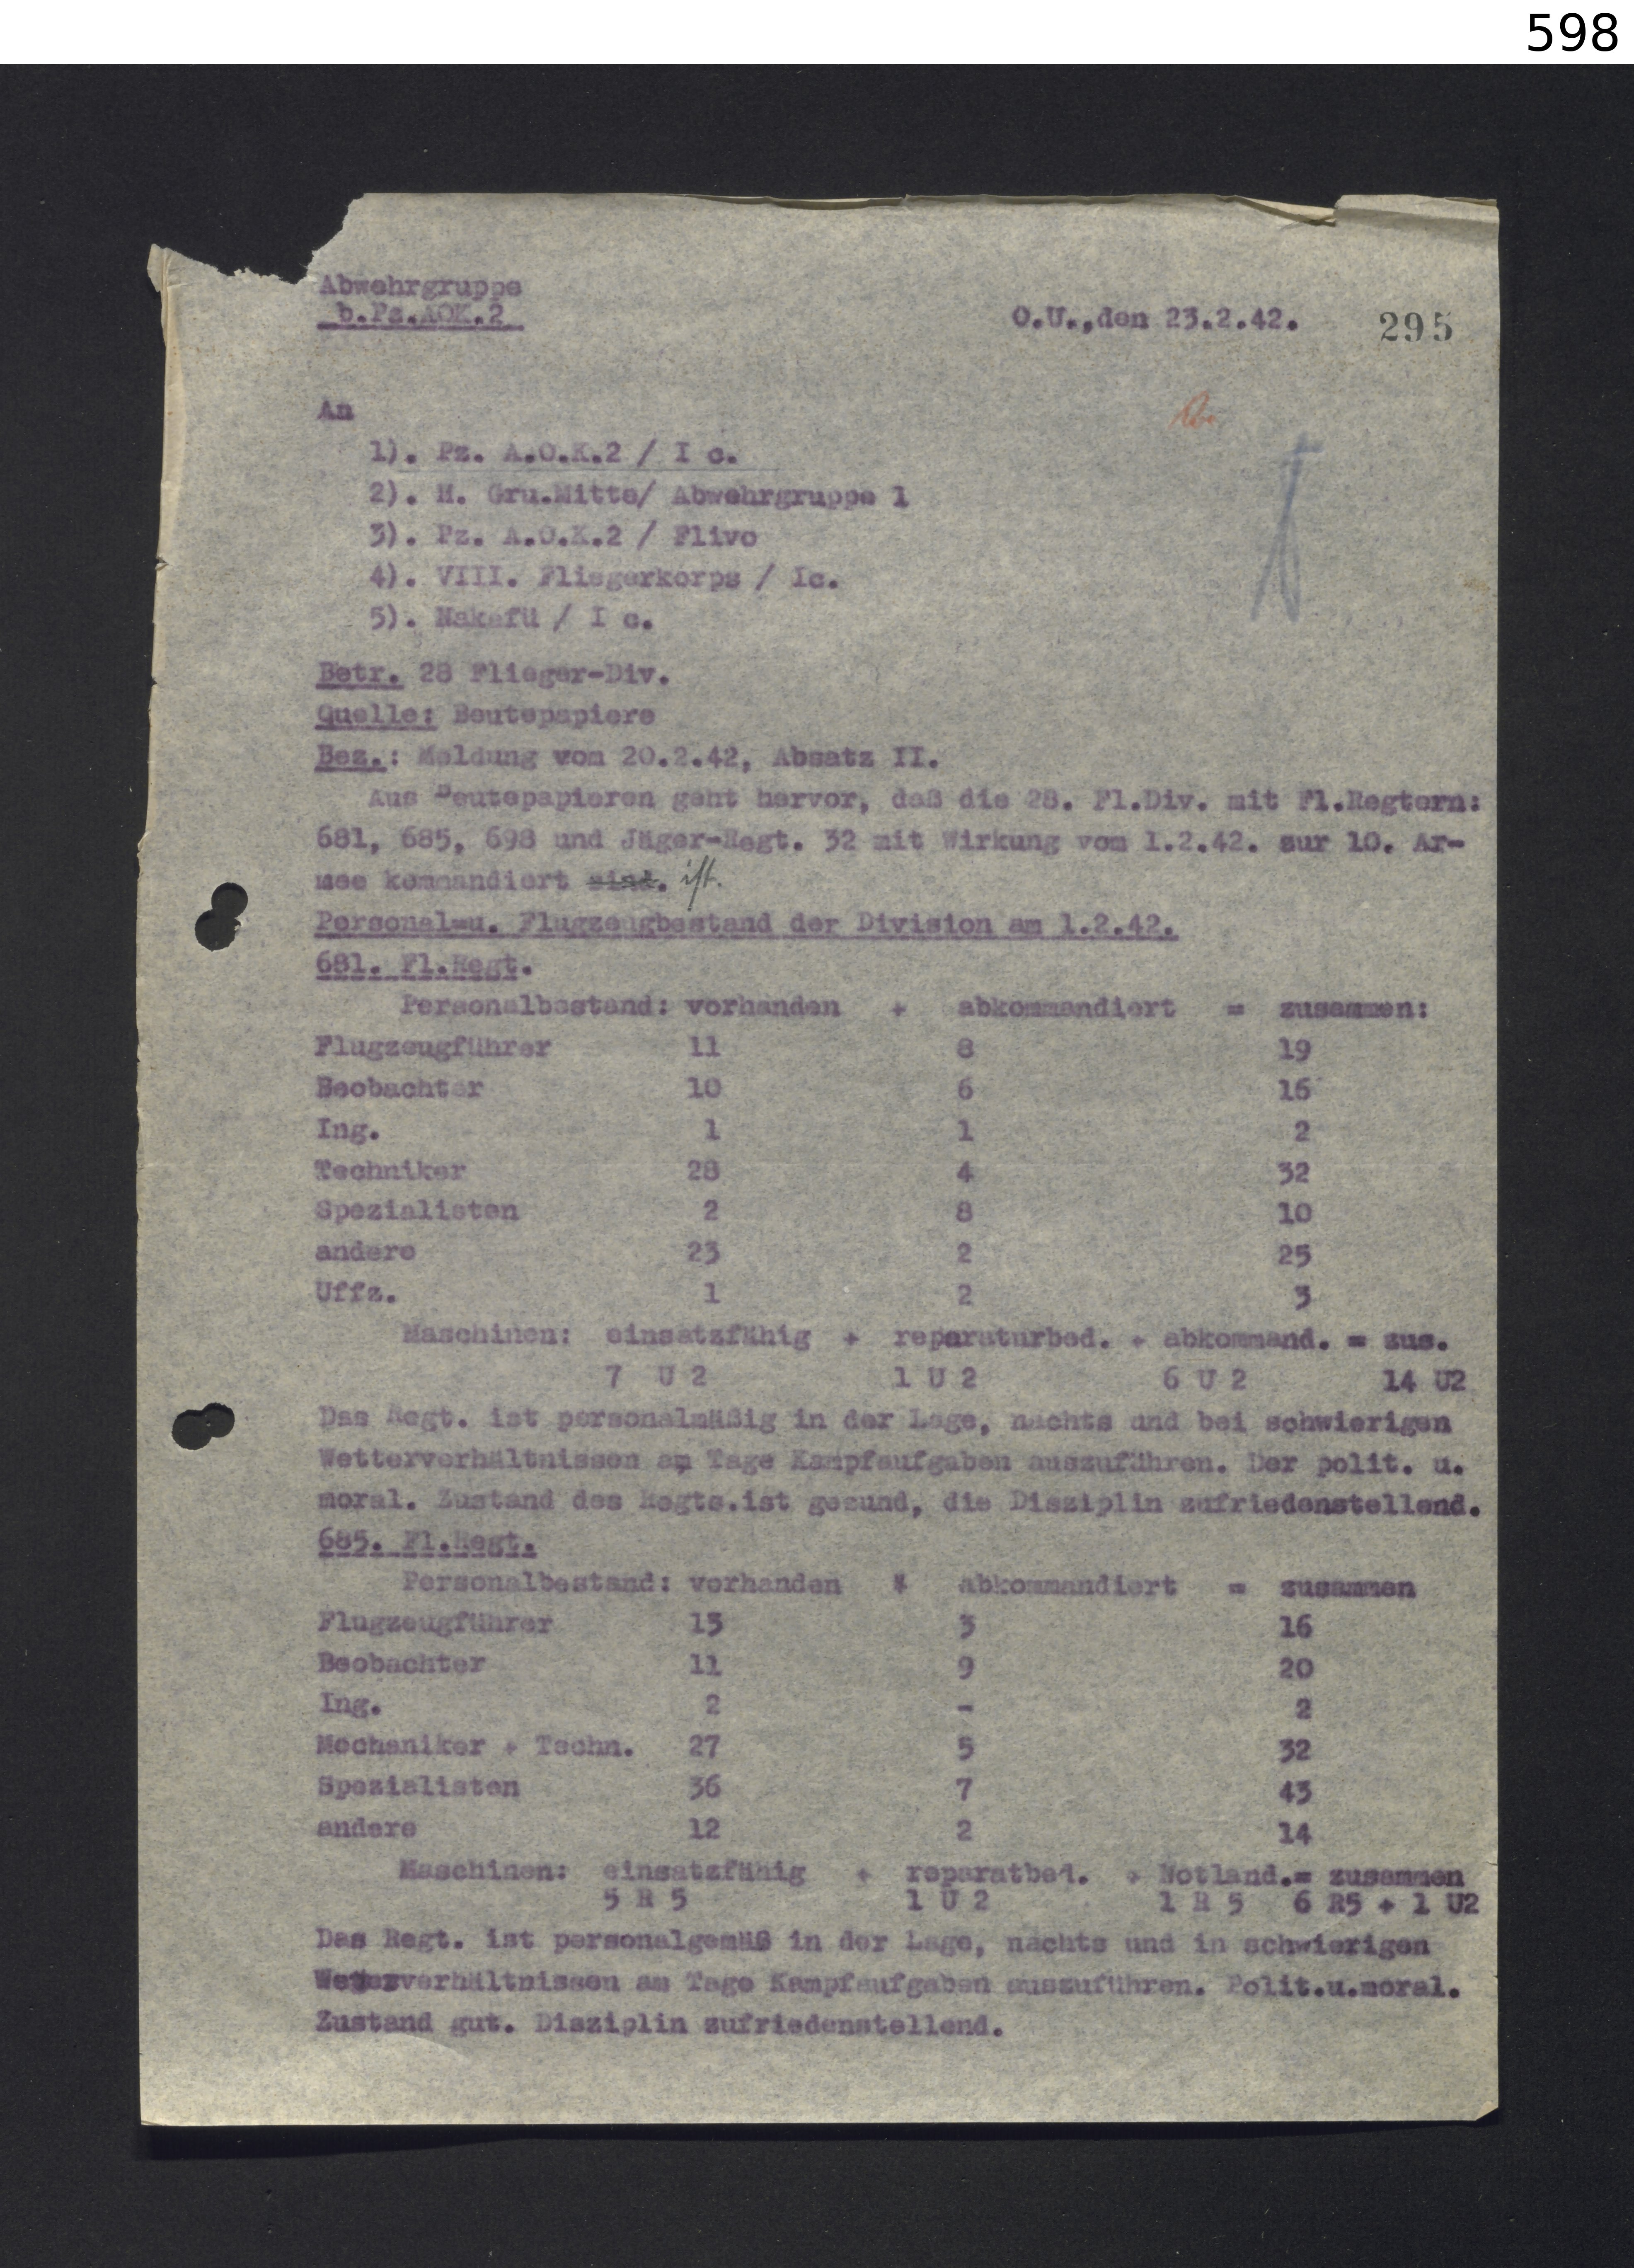 598
Abwehrgruppe
b.Pz.AOK.2
O.U.,den 23.2.42.
295
An
1). Pz. A.O.K.2 / I c.
2). H. Gru.Mitte/ Abwehrgruppe 1
3). Pz. A.O.K.2 / Flivo
4). VIII. Fliegerkorps / Ic.
5). Nakafü / I c.
Betr. 28 Flieger-Div.
Quelle: Beutepapiere
Bez.: Meldung vom 20.2.42, Absatz II.
Aus Beutepapieren geht hervor, daß die 28. Fl.Div. mit Fl.Regtern:
681, 685, 698 und Jäger-Regt. 32 mit Wirkung vom 1.2.42. zur 10. Ar-
mee kommandiert sind. ist.
Personal=u. Flugzeugbestand der Division am 1.2.42.
681. Fl.Regt.
Personalbestand: vorhanden + abkommandiert = zusammen:
Flugzeugführer 11 8 19
Beobachter 10 6 16
Ing. 1 1 2
Techniker 28 4 32
Spezialisten 2 8 10
andere 23 2 25
Uffz. 1 2 3
Maschinen: einsatzfähig + reparaturbed. + abkommand. = zus.
7 U 2 1 U 2 6 U 2 14 U2
Das Regt. ist personalmäßig in der Lage, nachts und bei schwierigen
Wetterverhältnissen am Tage Kampfaufgaben auszuführen. Der polit. u.
moral. Zustand des Regts.ist gesund, die Disziplin zufriedenstellend.
685. Fl.Regt.
Personalbestand: vorhanden + abkommandiert = zusammen
Flugzeugführer 13 3 16
Beobachter 11 9 20
Ing. 2 - 2
Mechaniker + Techn. 27 5 32
Spezialisten 36 7 43
andere 12 2 14
Maschinen: einsatzfähig + reparatbed. + Notland.= zusammen
5 R 5 1 U 2 1 R 5 6 R5 + 1 U2
Das Regt. ist personalgemäß in der Lage, nachts und in schwierigen
Wetterverhältnissen am Tage Kampfaufgaben auszuführen. Polit.u.moral.
Zustand gut. Disziplin zufriedenstellend.